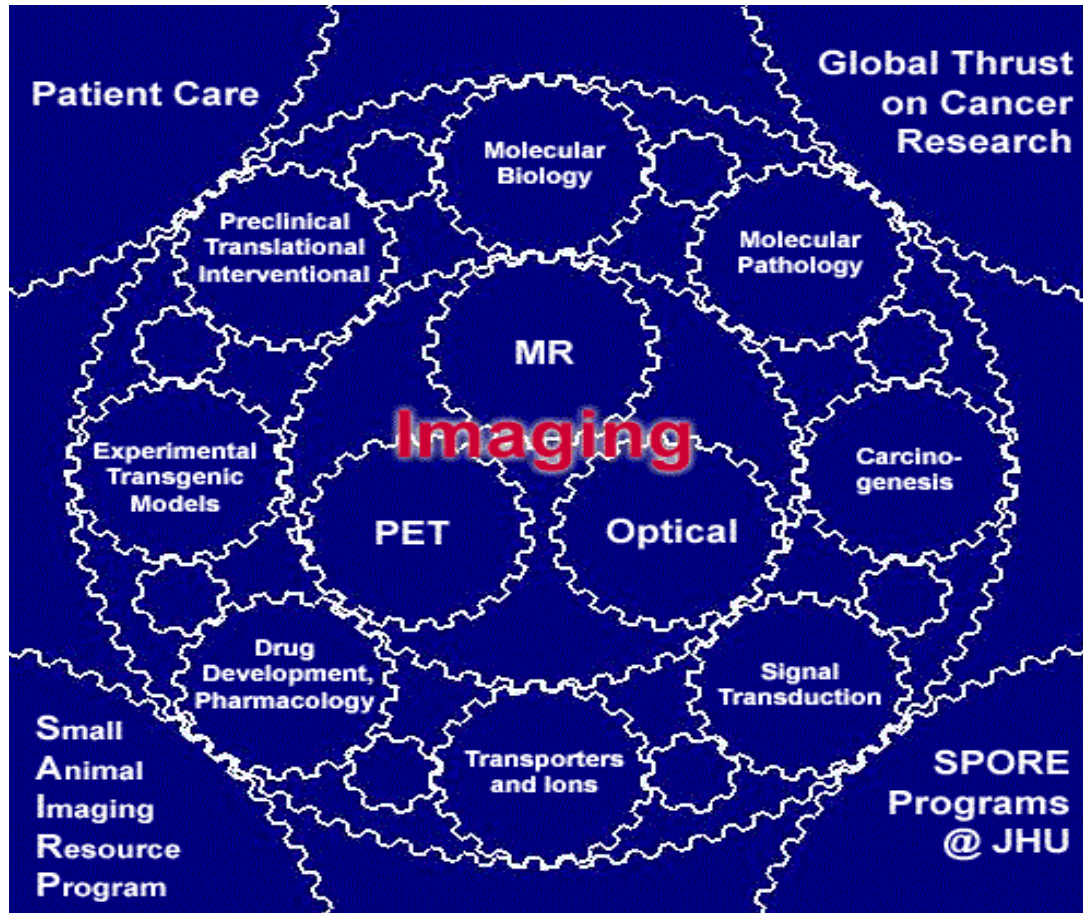 Patient Care
Global Thrust
on Cancer
Research
Molecular
Biology
Preclinical
Translational
Interventional
Molecular
Pathology
MR
Imaging
Experimental
Transgenic
Models
Carcino-
genesis
PET
Optical
Drug
Development,
Pharmacology
Signal
Transduction
Transporters
and Ions
Small
Animal
Imaging
Resource
Program
SPORE
Programs
@ JHU